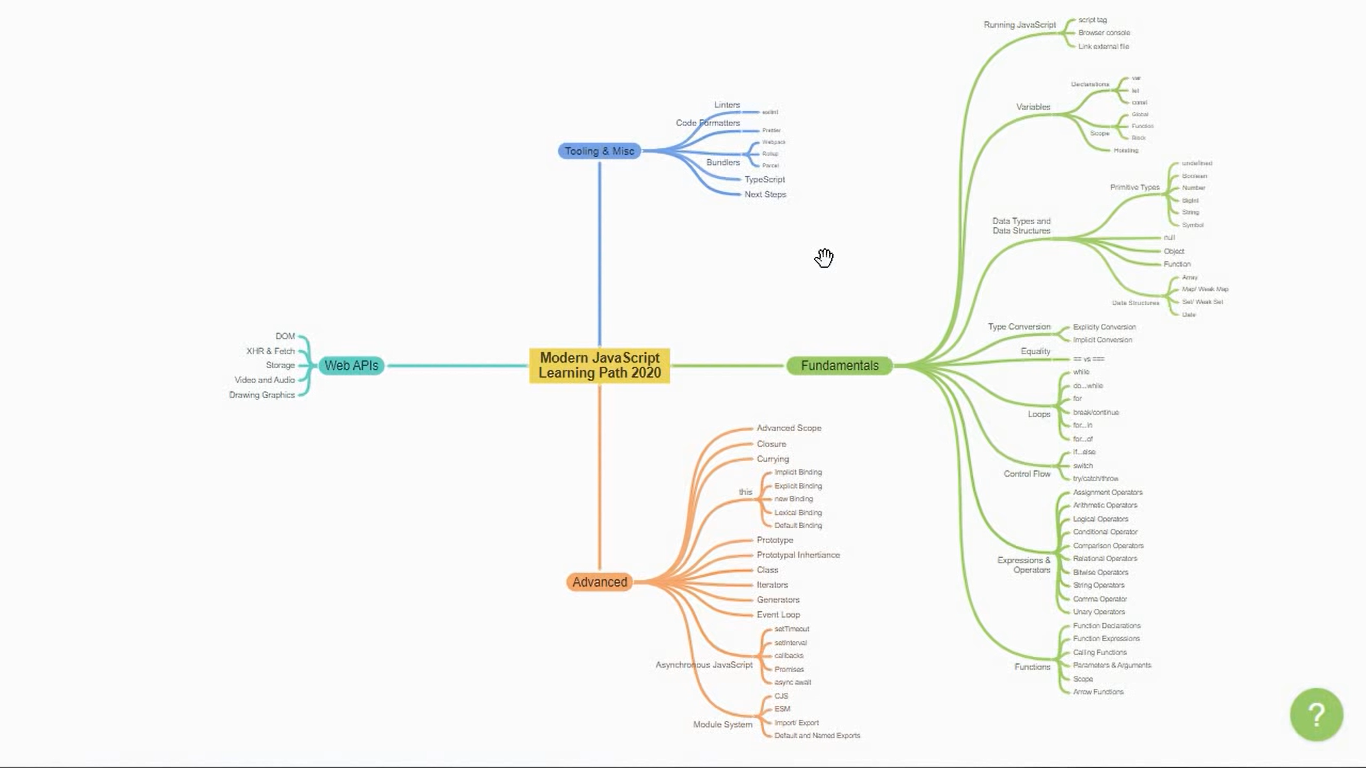 Modern JavaScript
Learning Path 2020
Tooling & Misc
Linters
eslint
Code Formatters
Prettier
Bundlers
Webpack
Rollup
Parcel
TypeScript
Next Steps
Web APIs
DOM
XHR & Fetch
Storage
Video and Audio
Drawing Graphics
Fundamentals
Running JavaScript
script tag
Browser console
Link external file
Variables
Declarations
var
let
const
Scope
Global
Function
Block
Hoisting
Data Types and
Data Structures
Primitive Types
undefined
Boolean
Number
BigInt
String
Symbol
null
Object
Function
Data Structures
Array
Map/ Weak Map
Set/ Weak Set
Date
Type Conversion
Explicity Conversion
Implicit Conversion
Equality
== vs ===
Loops
while
do...while
for
break/continue
for...in
for...of
Control Flow
if...else
switch
try/catch/throw
Expressions &
Operators
Assignment Operators
Arithmetic Operators
Logical Operators
Conditional Operator
Comparison Operators
Relational Operators
Bitwise Operators
String Operators
Comma Operator
Unary Operators
Functions
Function Declarations
Function Expressions
Calling Functions
Parameters & Arguments
Scope
Arrow Functions
Advanced
Advanced Scope
Closure
Currying
this
Implicit Binding
Explicit Binding
new Binding
Lexical Binding
Default Binding
Prototype
Prototypal Inhertiance
Class
Iterators
Generators
Event Loop
Asynchronous JavaScript
setTimeout
setInterval
callbacks
Promises
async await
Module System
CJS
ESM
Import/ Export
Default and Named Exports
?